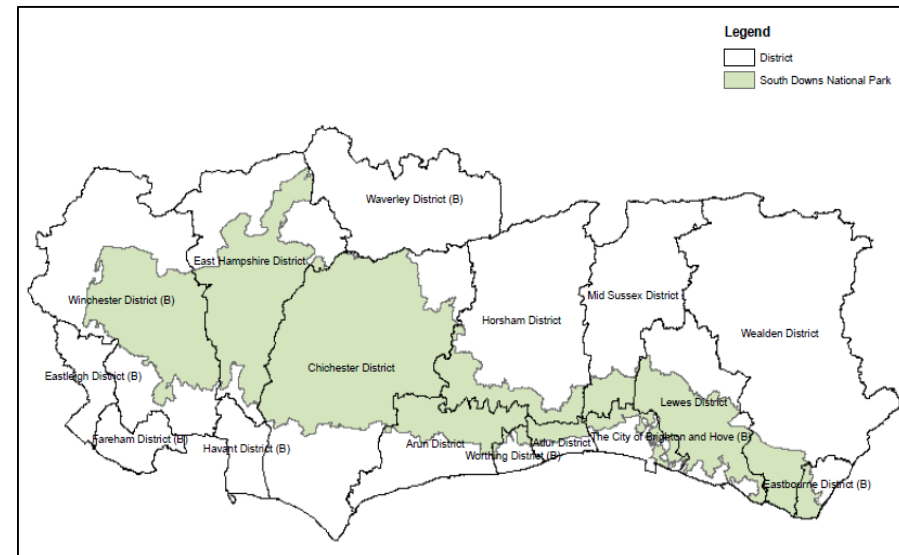 Legend
District
South Downs National Park
Waverley District (B)
East Hampshire District
Winchester District (B)
Mid Sussex District
Horsham District
Wealden District
Chichester District
Eastleigh District (B)
Lewes District
Fareham District (B)
Havant District (B)
Arun District
Adur District
The City of Brighton and Hove (B)
Worthing District (B)
Eastbourne District (B)